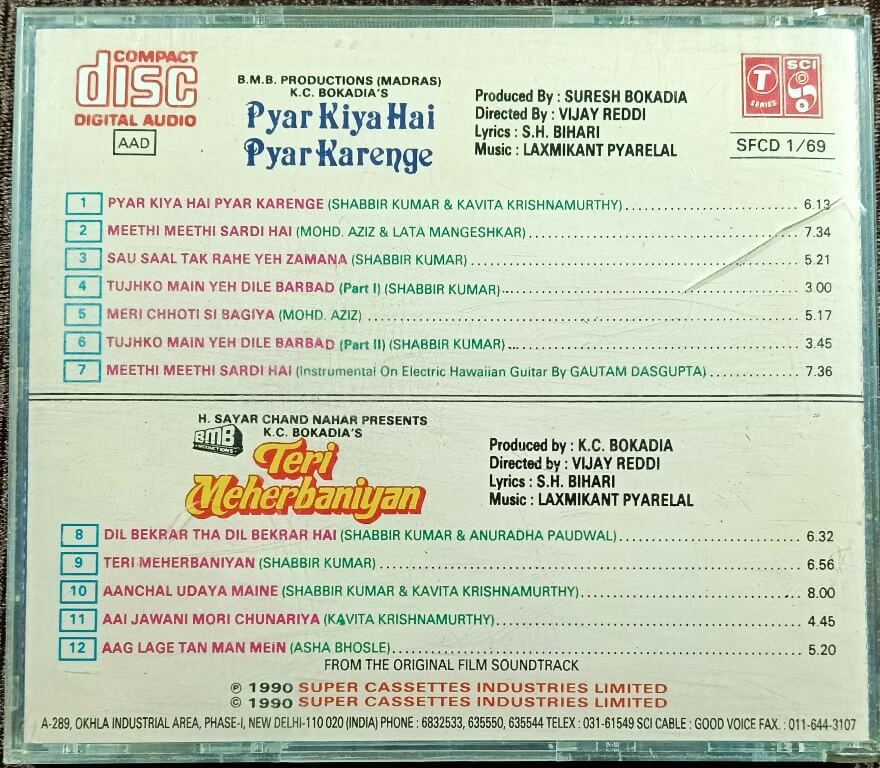 COMPACT
disc
DIGITAL AUDIO
AAD
B.M.B. PRODUCTIONS (MADRAS)
K.C. BOKADIA'S
Pyar Kiya Hai
Pyar Karenge
Produced By : SURESH BOKADIA
Directed By : VIJAY REDDI
Lyrics : S.H. BIHARI
Music : LAXMIKANT PYARELAL
T SERIES
SCI
SFCD 1/69
1 PYAR KIYA HAI PYAR KARENGE (SHABBIR KUMAR & KAVITA KRISHNAMURTHY) 6.13
2 MEETHI MEETHI SARDI HAI (MOHD. AZIZ & LATA MANGESHKAR) 7.34
3 SAU SAAL TAK RAHE YEH ZAMANA (SHABBIR KUMAR) 5.21
4 TUJHKO MAIN YEH DILE BARBAD (Part I) (SHABBIR KUMAR) 3.00
5 MERI CHHOTI SI BAGIYA (MOHD. AZIZ) 5.17
6 TUJHKO MAIN YEH DILE BARBAD (Part II) (SHABBIR KUMAR) 3.45
7 MEETHI MEETHI SARDI HAI (Instrumental On Electric Hawaiian Guitar By GAUTAM DASGUPTA) 7.36
H. SAYAR CHAND NAHAR PRESENTS
K.C. BOKADIA'S
BMB
PRODUCTIONS
Teri
Meherbaniyan
Produced by : K.C. BOKADIA
Directed by : VIJAY REDDI
Lyrics : S.H. BIHARI
Music : LAXMIKANT PYARELAL
8 DIL BEKRAR THA DIL BEKRAR HAI (SHABBIR KUMAR & ANURADHA PAUDWAL) 6.32
9 TERI MEHERBANIYAN (SHABBIR KUMAR) 6.56
10 AANCHAL UDAYA MAINE (SHABBIR KUMAR & KAVITA KRISHNAMURTHY) 8.00
11 AAI JAWANI MORI CHUNARIYA (KAVITA KRISHNAMURTHY) 4.45
12 AAG LAGE TAN MAN MEIN (ASHA BHOSLE) 5.20
FROM THE ORIGINAL FILM SOUNDTRACK
℗ 1990 SUPER CASSETTES INDUSTRIES LIMITED
© 1990 SUPER CASSETTES INDUSTRIES LIMITED
A-289, OKHLA INDUSTRIAL AREA, PHASE-I, NEW DELHI-110 020 (INDIA) PHONE : 6832533, 635550, 635544 TELEX : 031-61549 SCI CABLE : GOOD VOICE FAX. : 011-644-3107